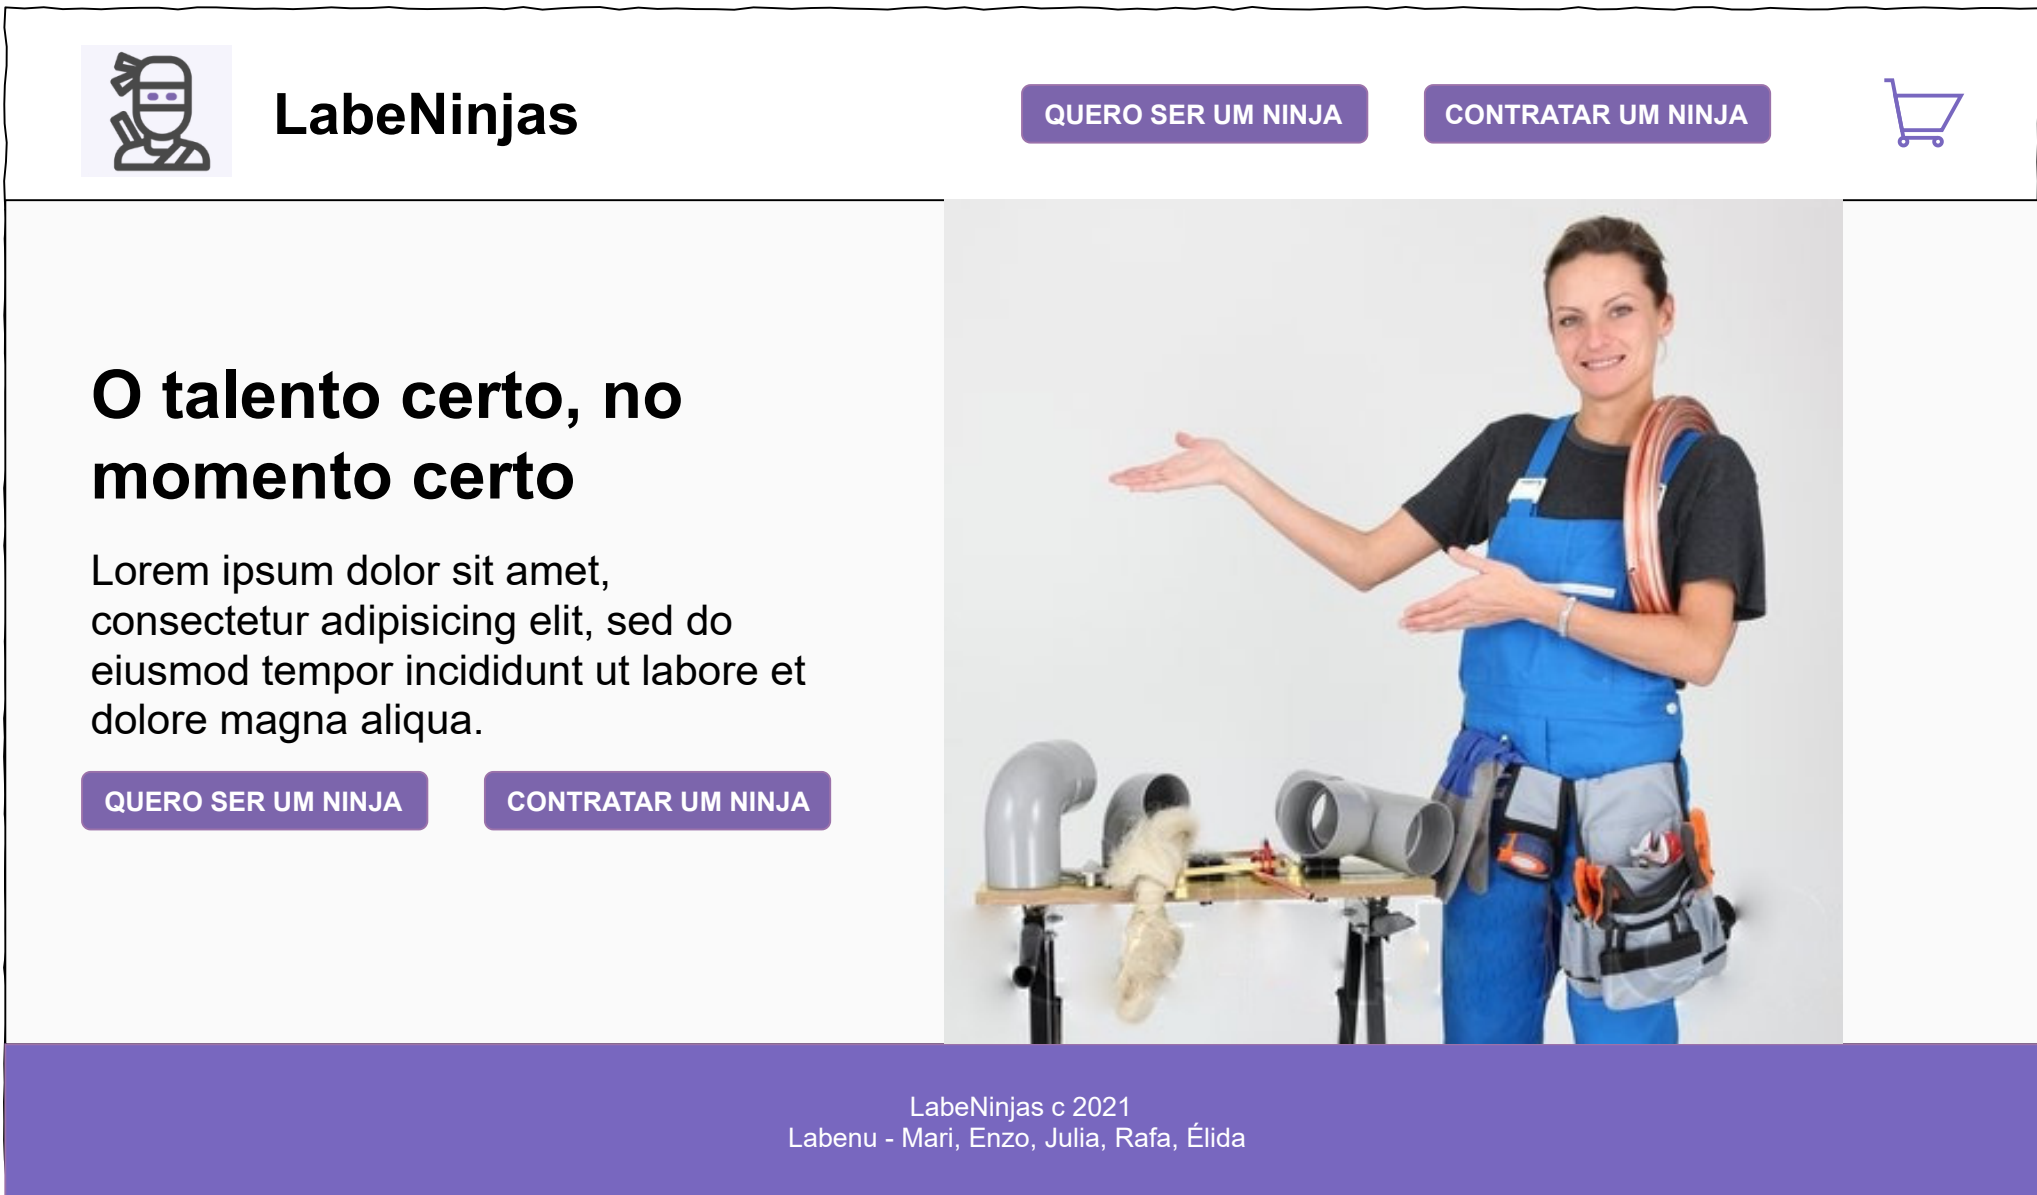 LabeNinjas
QUERO SER UM NINJA
CONTRATAR UM NINJA
O talento certo, no
momento certo
Lorem ipsum dolor sit amet,
consectetur adipisicing elit, sed do
eiusmod tempor incididunt ut labore et
dolore magna aliqua.
QUERO SER UM NINJA
CONTRATAR UM NINJA
LabeNinjas c 2021
Labenu - Mari, Enzo, Julia, Rafa, Élida